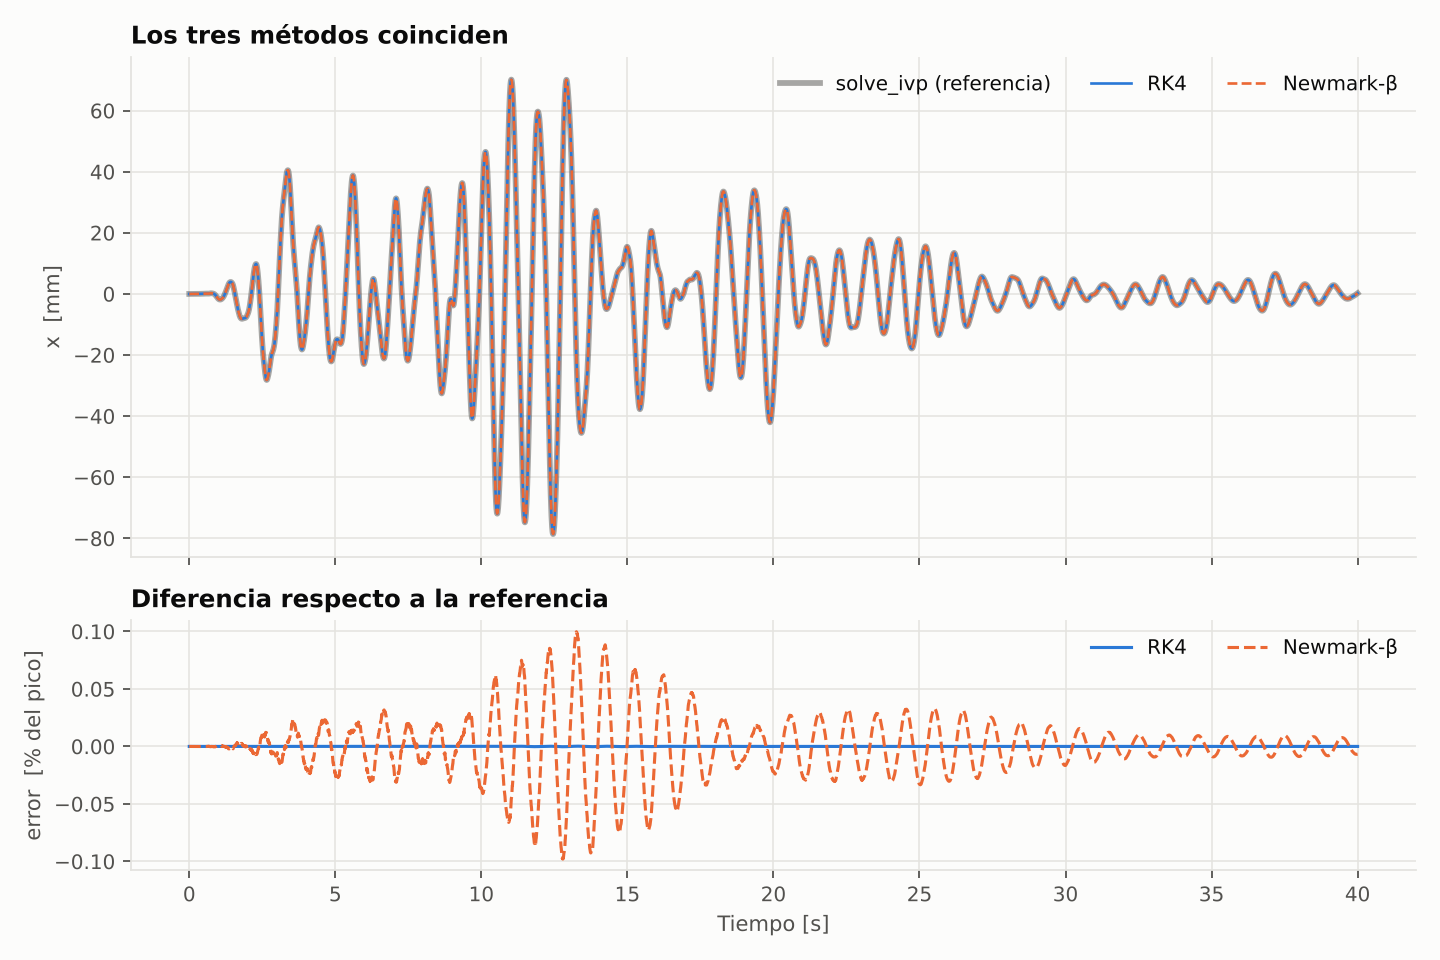 Los tres métodos coinciden
solve_ivp (referencia) RK4 Newmark-β
60
40
20
0
−20
−40
−60
−80
x [mm]
Diferencia respecto a la referencia
RK4 Newmark-β
0.10
0.05
0.00
−0.05
−0.10
error [% del pico]
0 5 10 15 20 25 30 35 40
Tiempo [s]